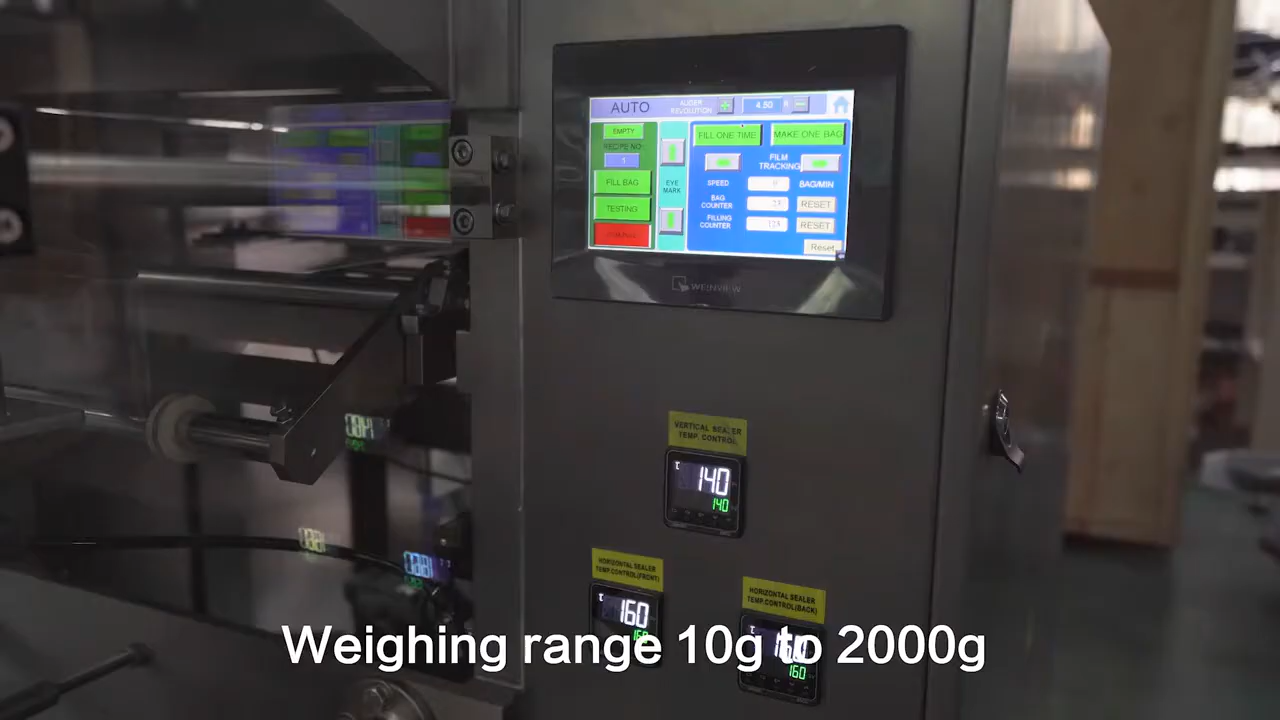 AUTO
AUGER
REVOLUTION
4.50
EMPTY
RECIPE NO:
1
FILL BAG
TESTING
EYE
MARK
FILL ONE TIME
MAKE ONE BAG
FILM
TRACKING
SPEED
0
BAG/MIN
BAG
COUNTER
RESET
FILLING
COUNTER
RESET
Reset
WEINVIEW
VERTICAL SEALER
TEMP. CONTROL
℃
140
140
HORIZONTAL SEALER
TEMP.CONTROL(FRONT)
℃
160
160
HORIZONTAL SEALER
TEMP.CONTROL(BACK)
℃
160
Weighing range 10g to 2000g